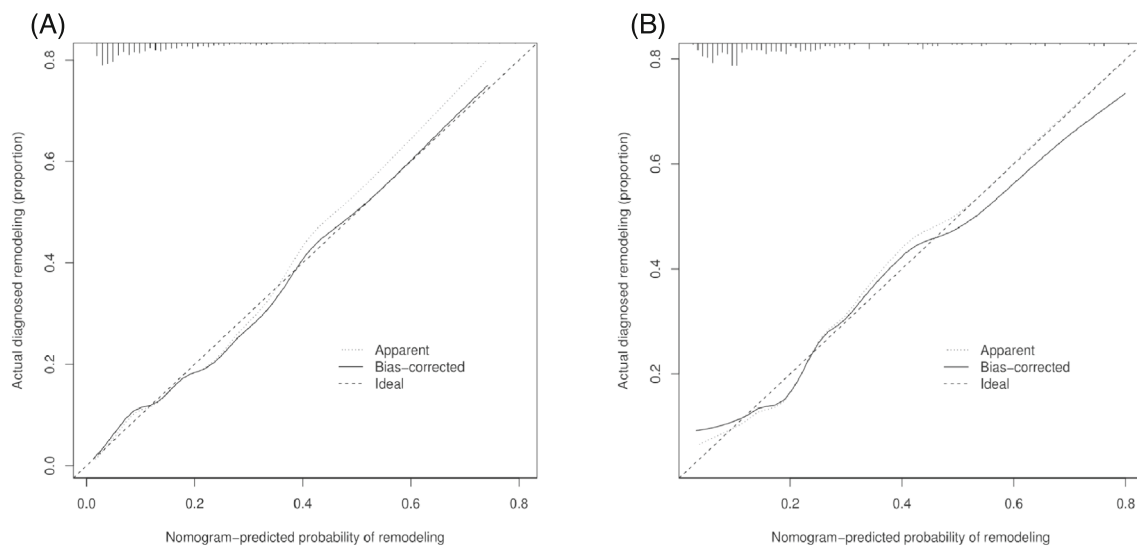 (A)
Actual diagnosed remodeling (proportion)
0.8
0.6
0.4
0.2
0.0
Apparent
Bias-corrected
Ideal
0.0 0.2 0.4 0.6 0.8
Nomogram-predicted probability of remodeling
(B)
Actual diagnosed remodeling (proportion)
0.8
0.6
0.4
0.2
Apparent
Bias-corrected
Ideal
0.2 0.4 0.6 0.8
Nomogram-predicted probability of remodeling